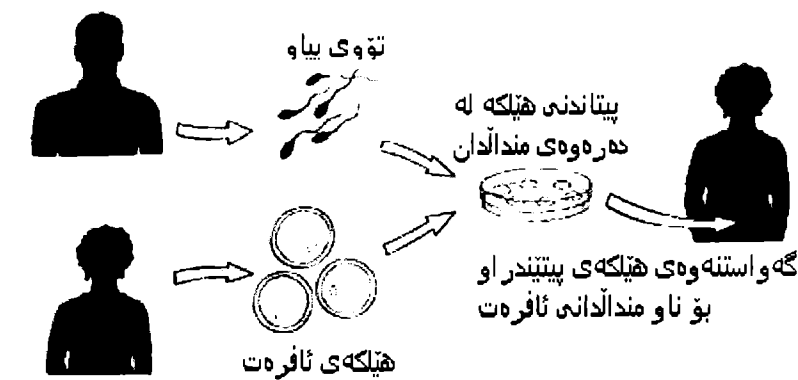 تۆوی پیاو
پیتاندنی هێلکە لە
دەرەوەی منداڵدان
گەواستنەوەی هێلکەی پیتێندراو
بۆ ناو منداڵدانی ئافرەت
هێلکەی ئافرەت